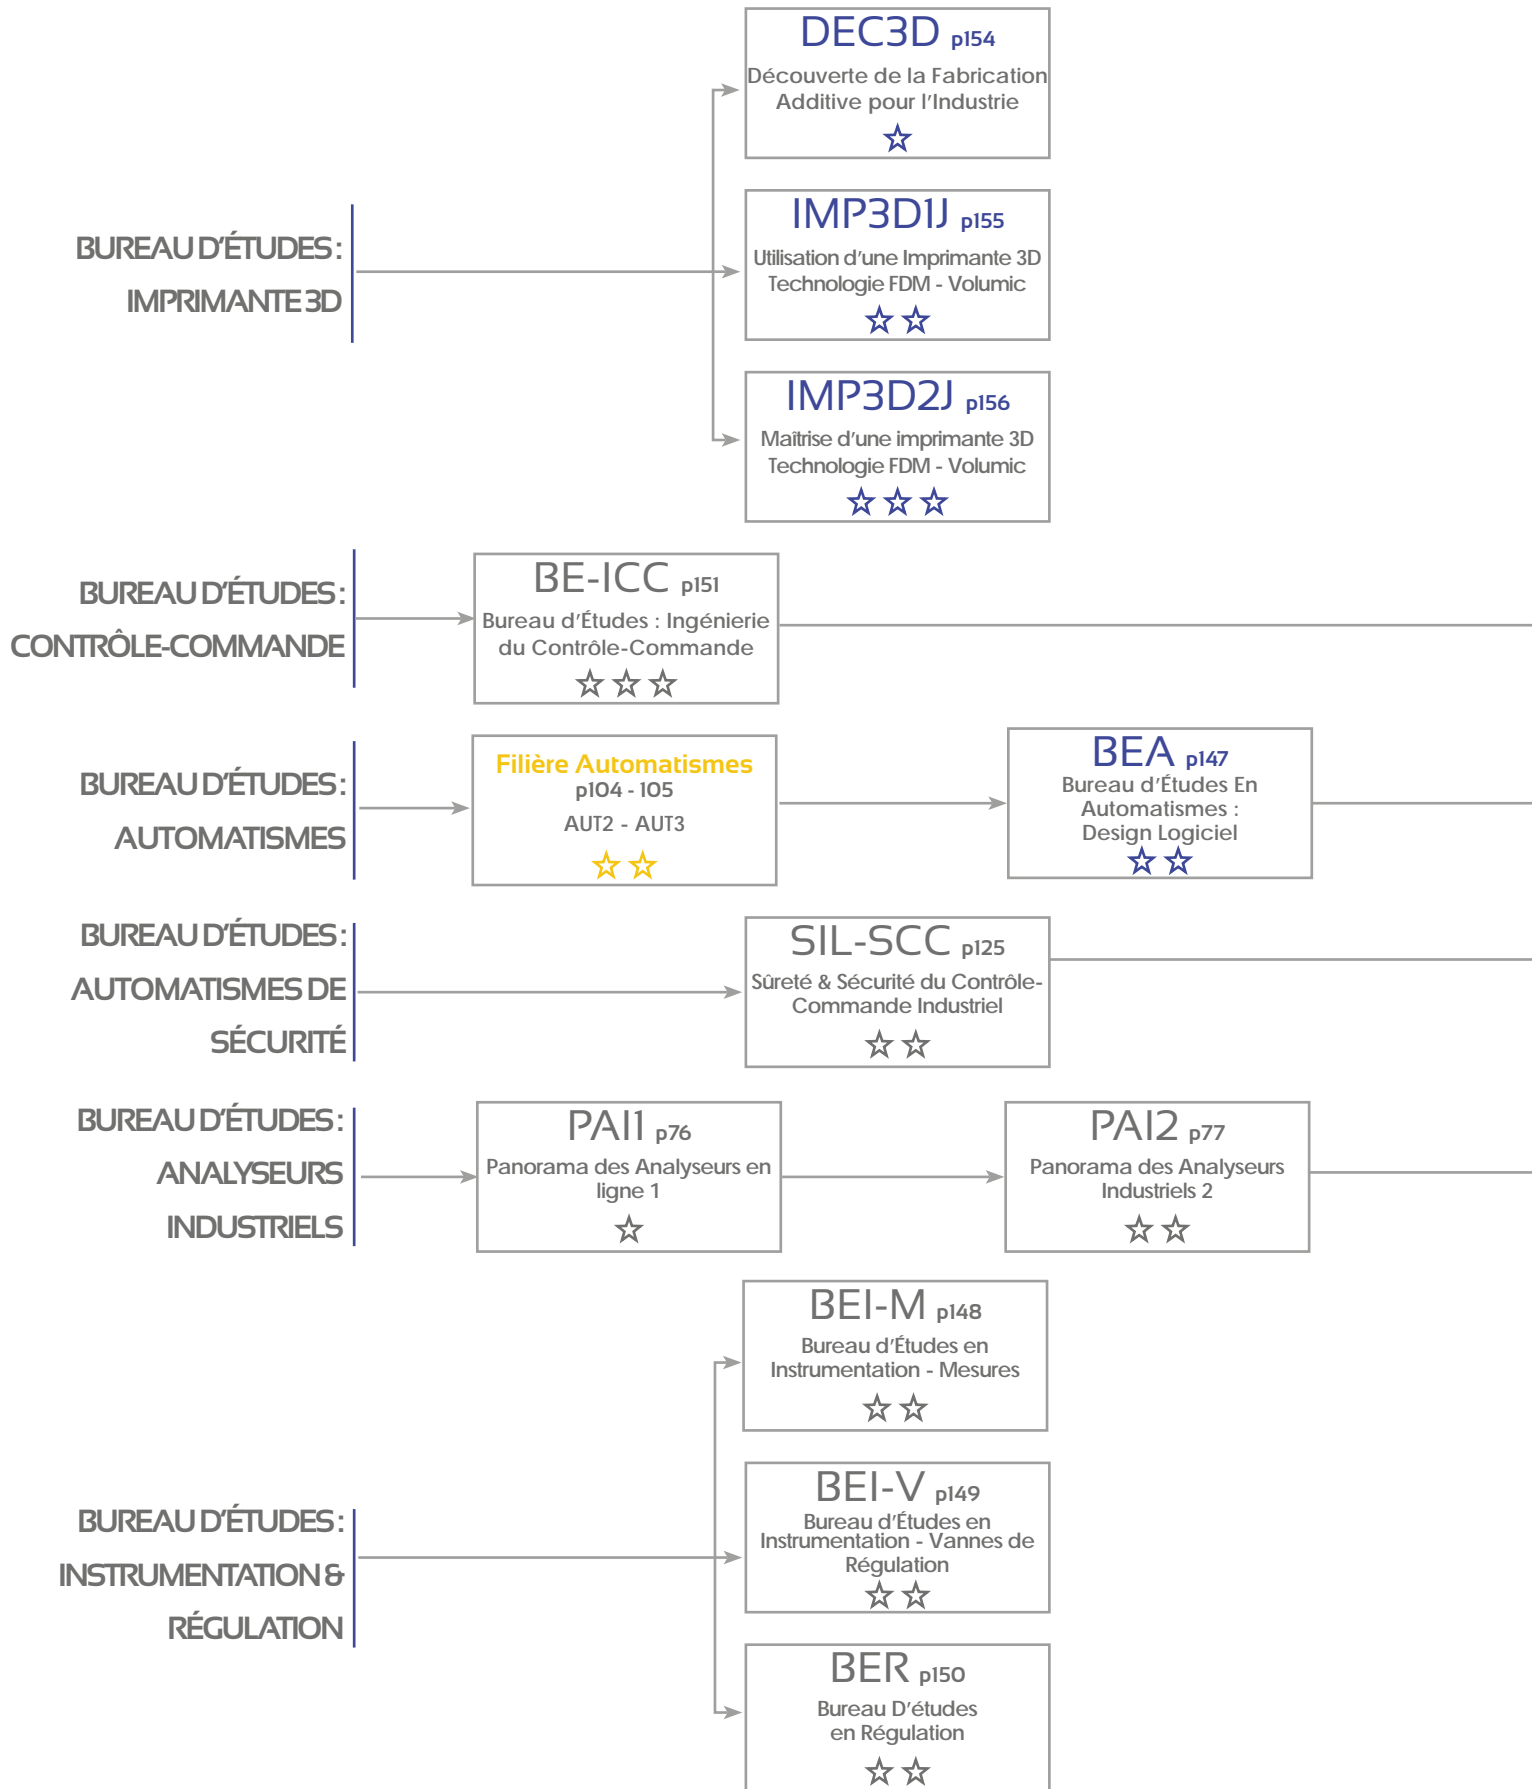 DEC3D p154
Découverte de la Fabrication
Additive pour l'Industrie
BUREAU D'ÉTUDES :
IMPRIMANTE 3D
IMP3D1J p155
Utilisation d'une Imprimante 3D
Technologie FDM - Volumic
IMP3D2J p156
Maîtrise d'une imprimante 3D
Technologie FDM - Volumic
BUREAU D'ÉTUDES :
CONTRÔLE-COMMANDE
BE-ICC p151
Bureau d'Études : Ingénierie
du Contrôle-Commande
BUREAU D'ÉTUDES :
AUTOMATISMES
Filière Automatismes
p104 - 105
AUT2 - AUT3
BEA p147
Bureau d'Études En
Automatismes :
Design Logiciel
BUREAU D'ÉTUDES :
AUTOMATISMES DE
SÉCURITÉ
SIL-SCC p125
Sûreté & Sécurité du Contrôle-
Commande Industriel
BUREAU D'ÉTUDES :
ANALYSEURS
INDUSTRIELS
PAI1 p76
Panorama des Analyseurs en
ligne 1
PAI2 p77
Panorama des Analyseurs
Industriels 2
BEI-M p148
Bureau d'Études en
Instrumentation - Mesures
BUREAU D'ÉTUDES :
INSTRUMENTATION &
RÉGULATION
BEI-V p149
Bureau d'Études en
Instrumentation - Vannes de
Régulation
BER p150
Bureau D'études
en Régulation